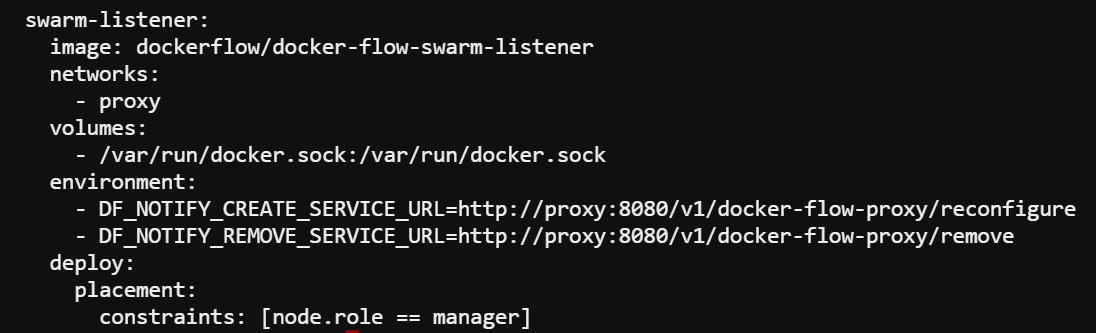 swarm-listener:
image: dockerflow/docker-flow-swarm-listener
networks:
- proxy
volumes:
- /var/run/docker.sock:/var/run/docker.sock
environment:
- DF_NOTIFY_CREATE_SERVICE_URL=http://proxy:8080/v1/docker-flow-proxy/reconfigure
- DF_NOTIFY_REMOVE_SERVICE_URL=http://proxy:8080/v1/docker-flow-proxy/remove
deploy:
placement:
constraints: [node.role == manager]